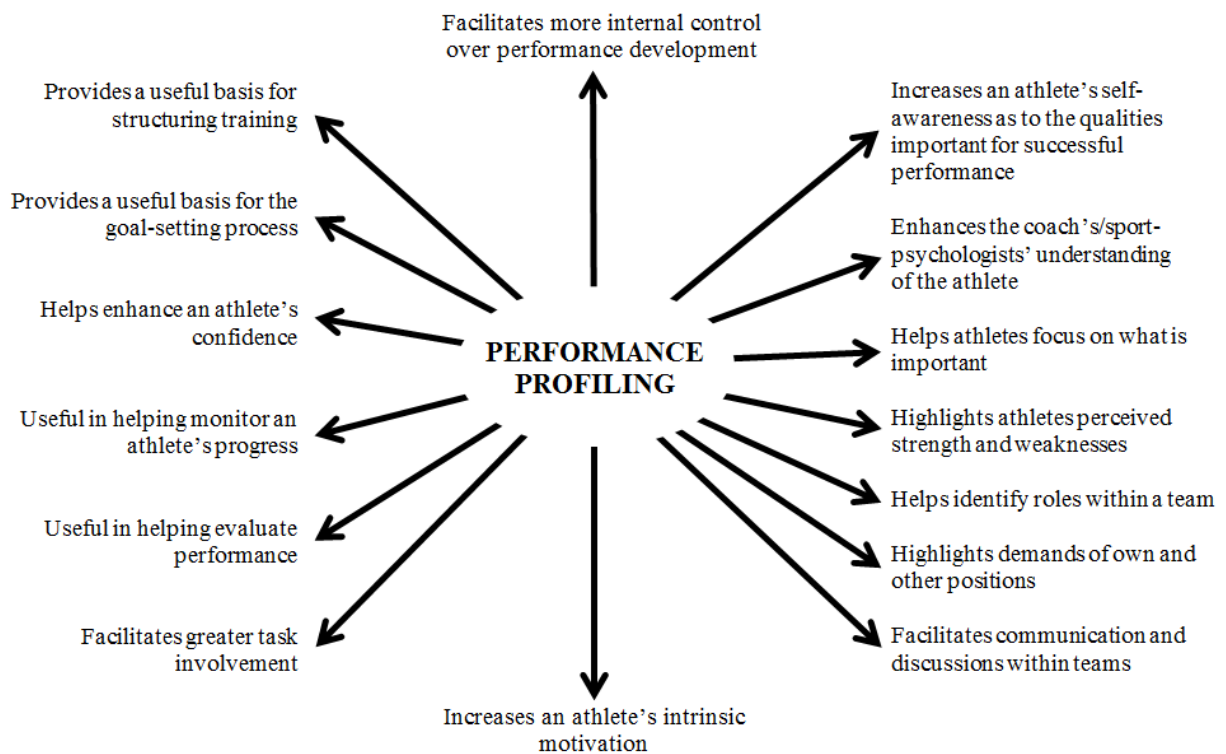 Facilitates more internal control
over performance development
Provides a useful basis for
structuring training
Provides a useful basis for the
goal-setting process
Helps enhance an athlete’s
confidence
Useful in helping monitor an
athlete’s progress
Useful in helping evaluate
performance
Facilitates greater task
involvement
PERFORMANCE
PROFILING
Increases an athlete’s self-
awareness as to the qualities
important for successful
performance
Enhances the coach’s/sport-
psychologists’ understanding
of the athlete
Helps athletes focus on what is
important
Highlights athletes perceived
strength and weaknesses
Helps identify roles within a team
Highlights demands of own and
other positions
Facilitates communication and
discussions within teams
Increases an athlete’s intrinsic
motivation